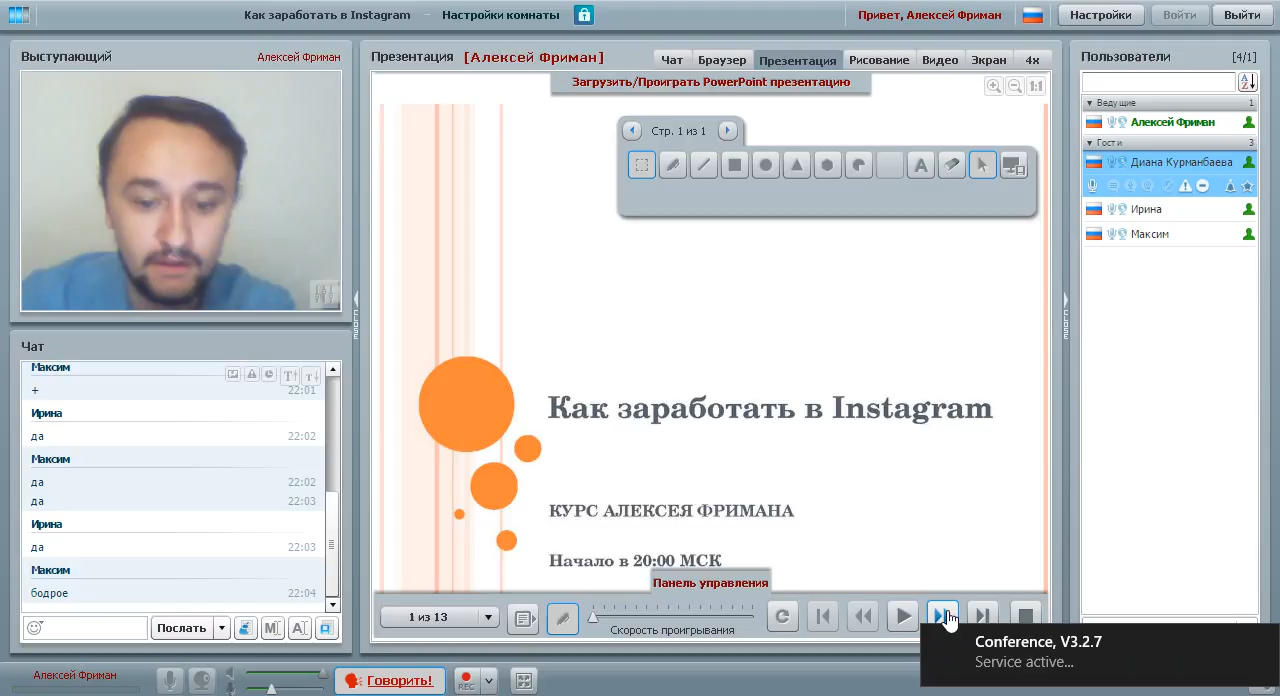 Как заработать в Instagram
Настройки комнаты
Привет, Алексей Фриман
Настройки
Войти
Выйти
Выступающий
Алексей Фриман
Презентация [Алексей Фриман]
Чат
Браузер
Презентация
Рисование
Видео
Экран
4x
Загрузить/Проиграть PowerPoint презентацию
1:1
Стр. 1 из 1
A
Как заработать в Instagram
КУРС АЛЕКСЕЯ ФРИМАНА
Начало в 20:00 МСК
Панель управления
1 из 13
Скорость проигрывания
Пользователи [4/1]
Ведущие 1
Алексей Фриман
Гости 3
Диана Курманбаева
Ирина
Максим
Чат
Максим
+ 22:01
Ирина
да 22:02
Максим
да 22:02
да 22:03
Ирина
да 22:03
Максим
бодрое 22:04
Послать
Conference, V3.2.7
Service active...
Алексей Фриман
Говорить!
REC